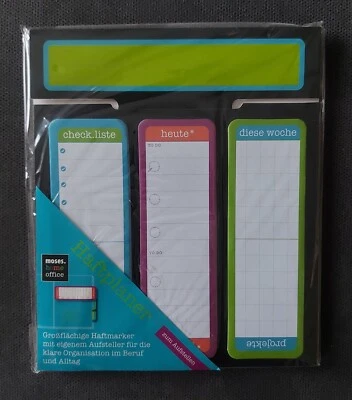 check.liste
heute*
diese woche
projekte
moses.
home
office
Haftplaner
Großflächige Haftmarker
mit eigenem Aufsteller für die
klare Organisation im Beruf
und Alltag
zum Aufstellen